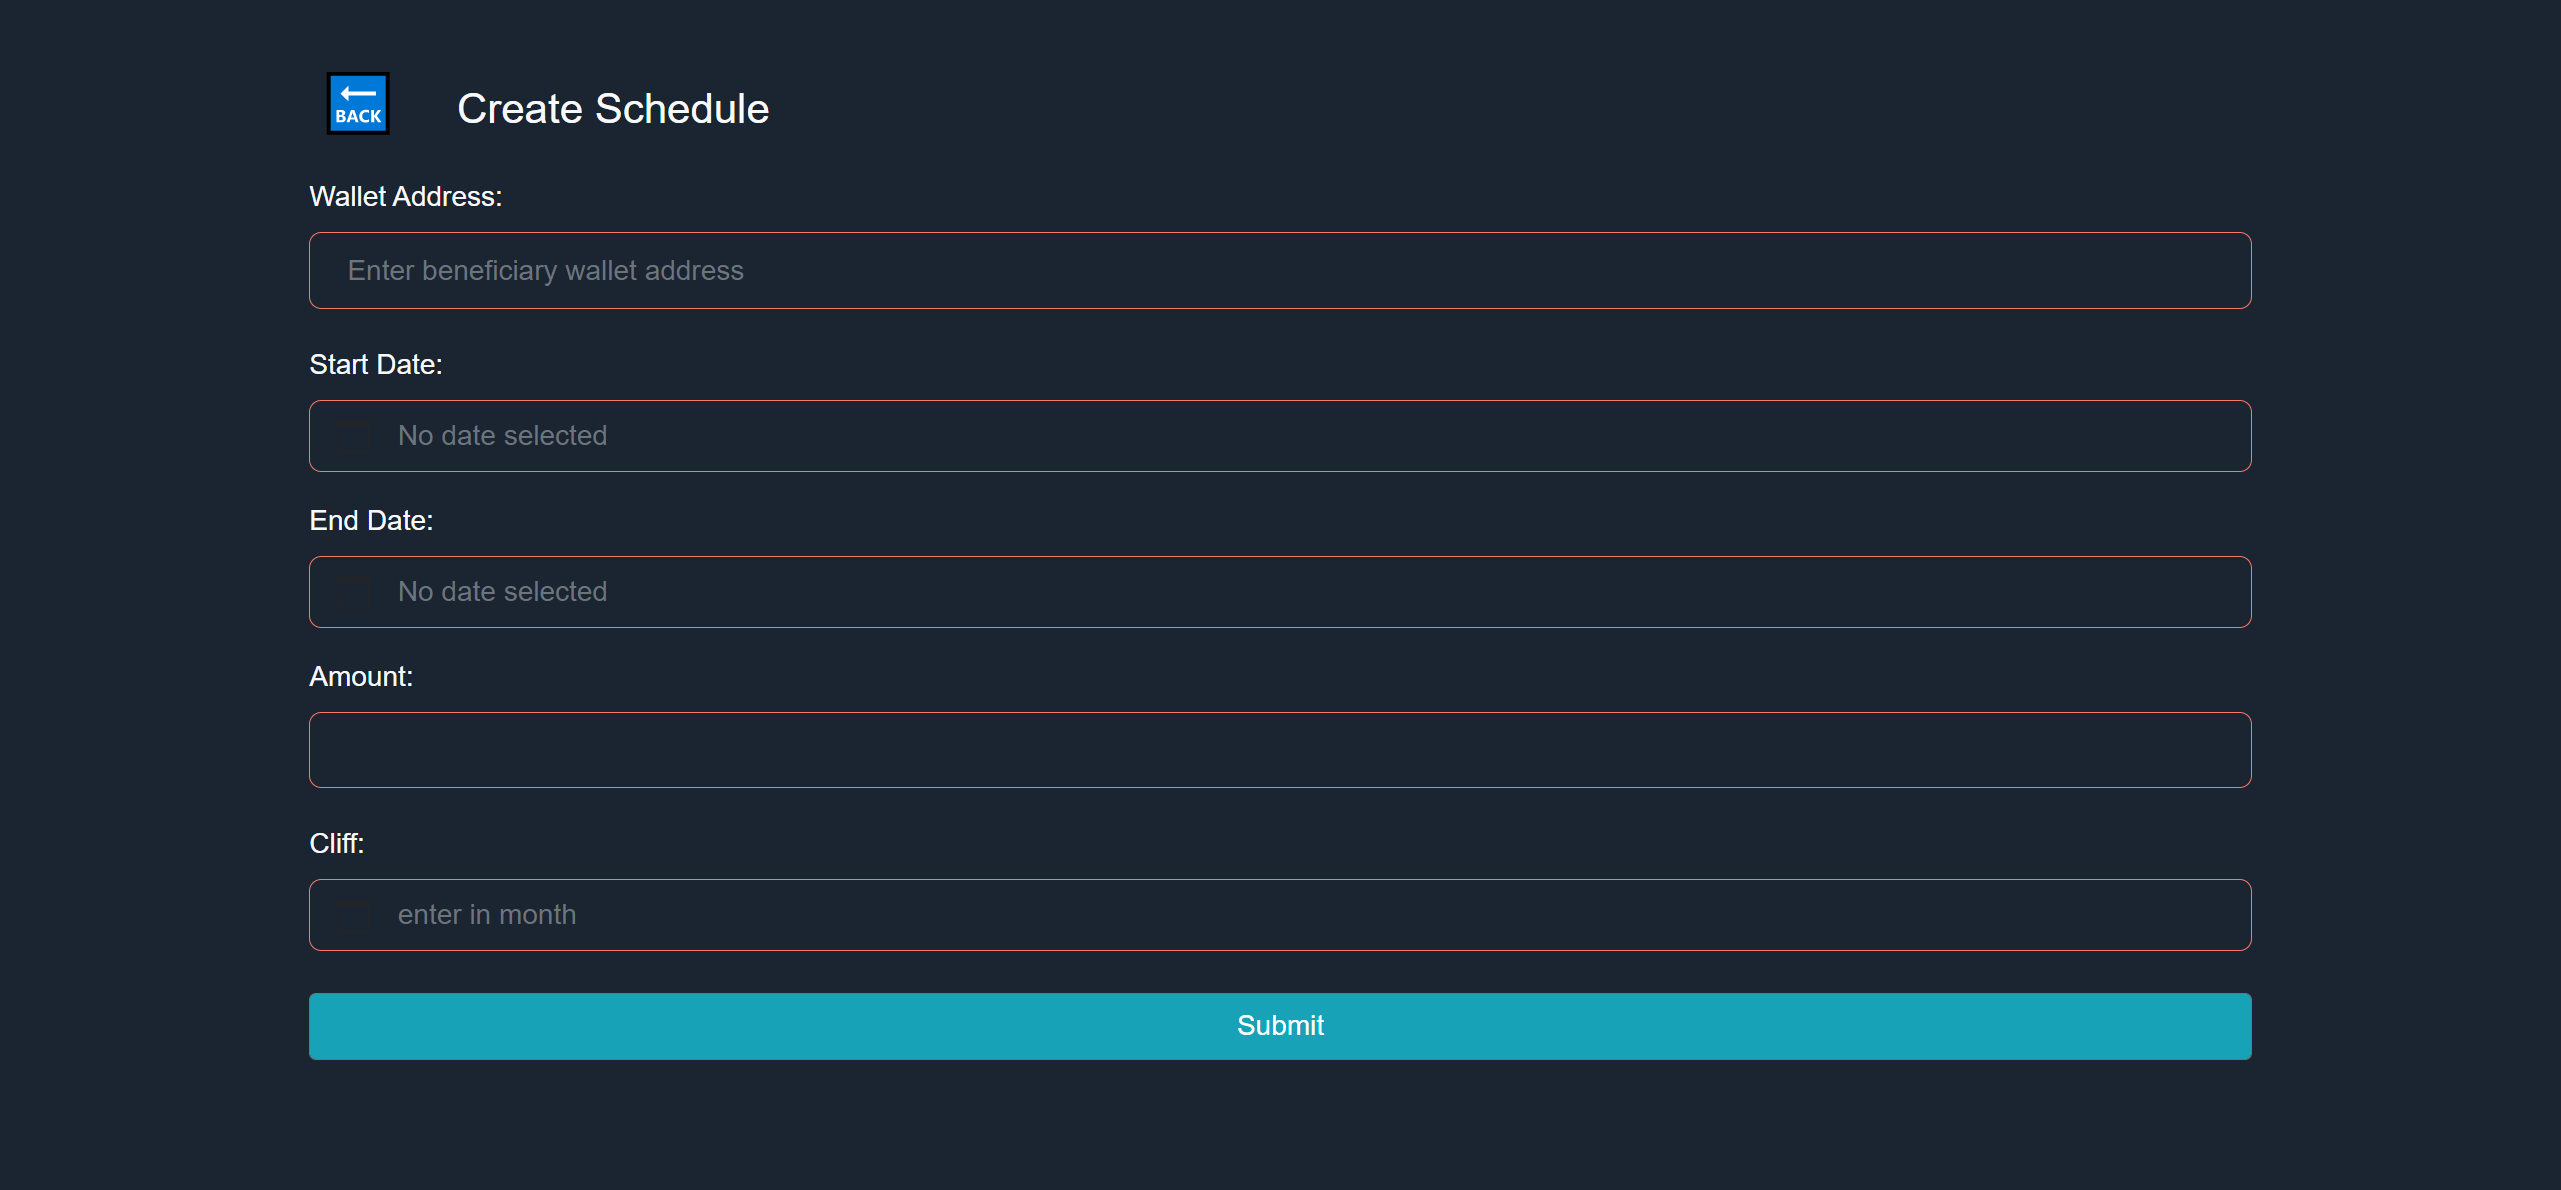 BACK
Create Schedule
Wallet Address:
Enter beneficiary wallet address
Start Date:
No date selected
End Date:
No date selected
Amount:
Cliff:
enter in month
Submit